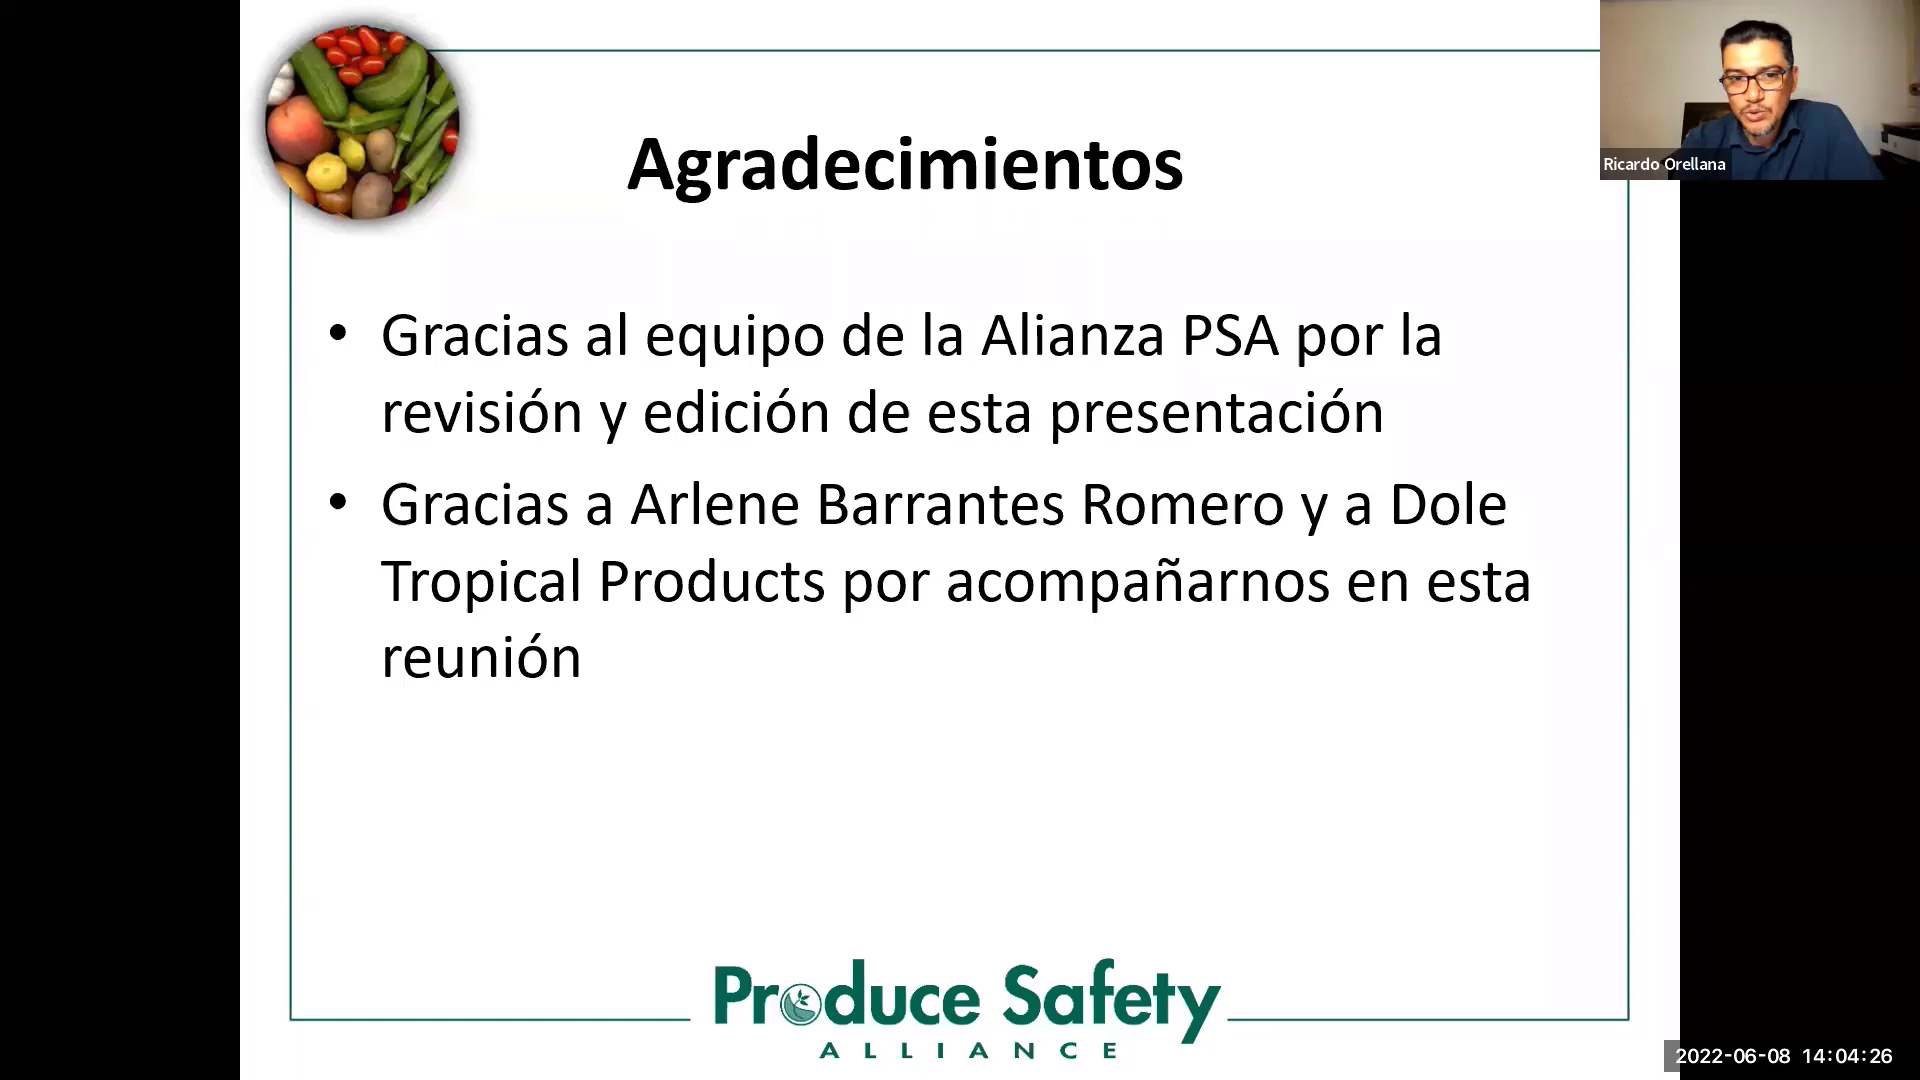 Agradecimientos
Ricardo Orellana
• Gracias al equipo de la Alianza PSA por la
revisión y edición de esta presentación
• Gracias a Arlene Barrantes Romero y a Dole
Tropical Products por acompañarnos en esta
reunión
Produce Safety
ALLIANCE
2022-06-08 14:04:26